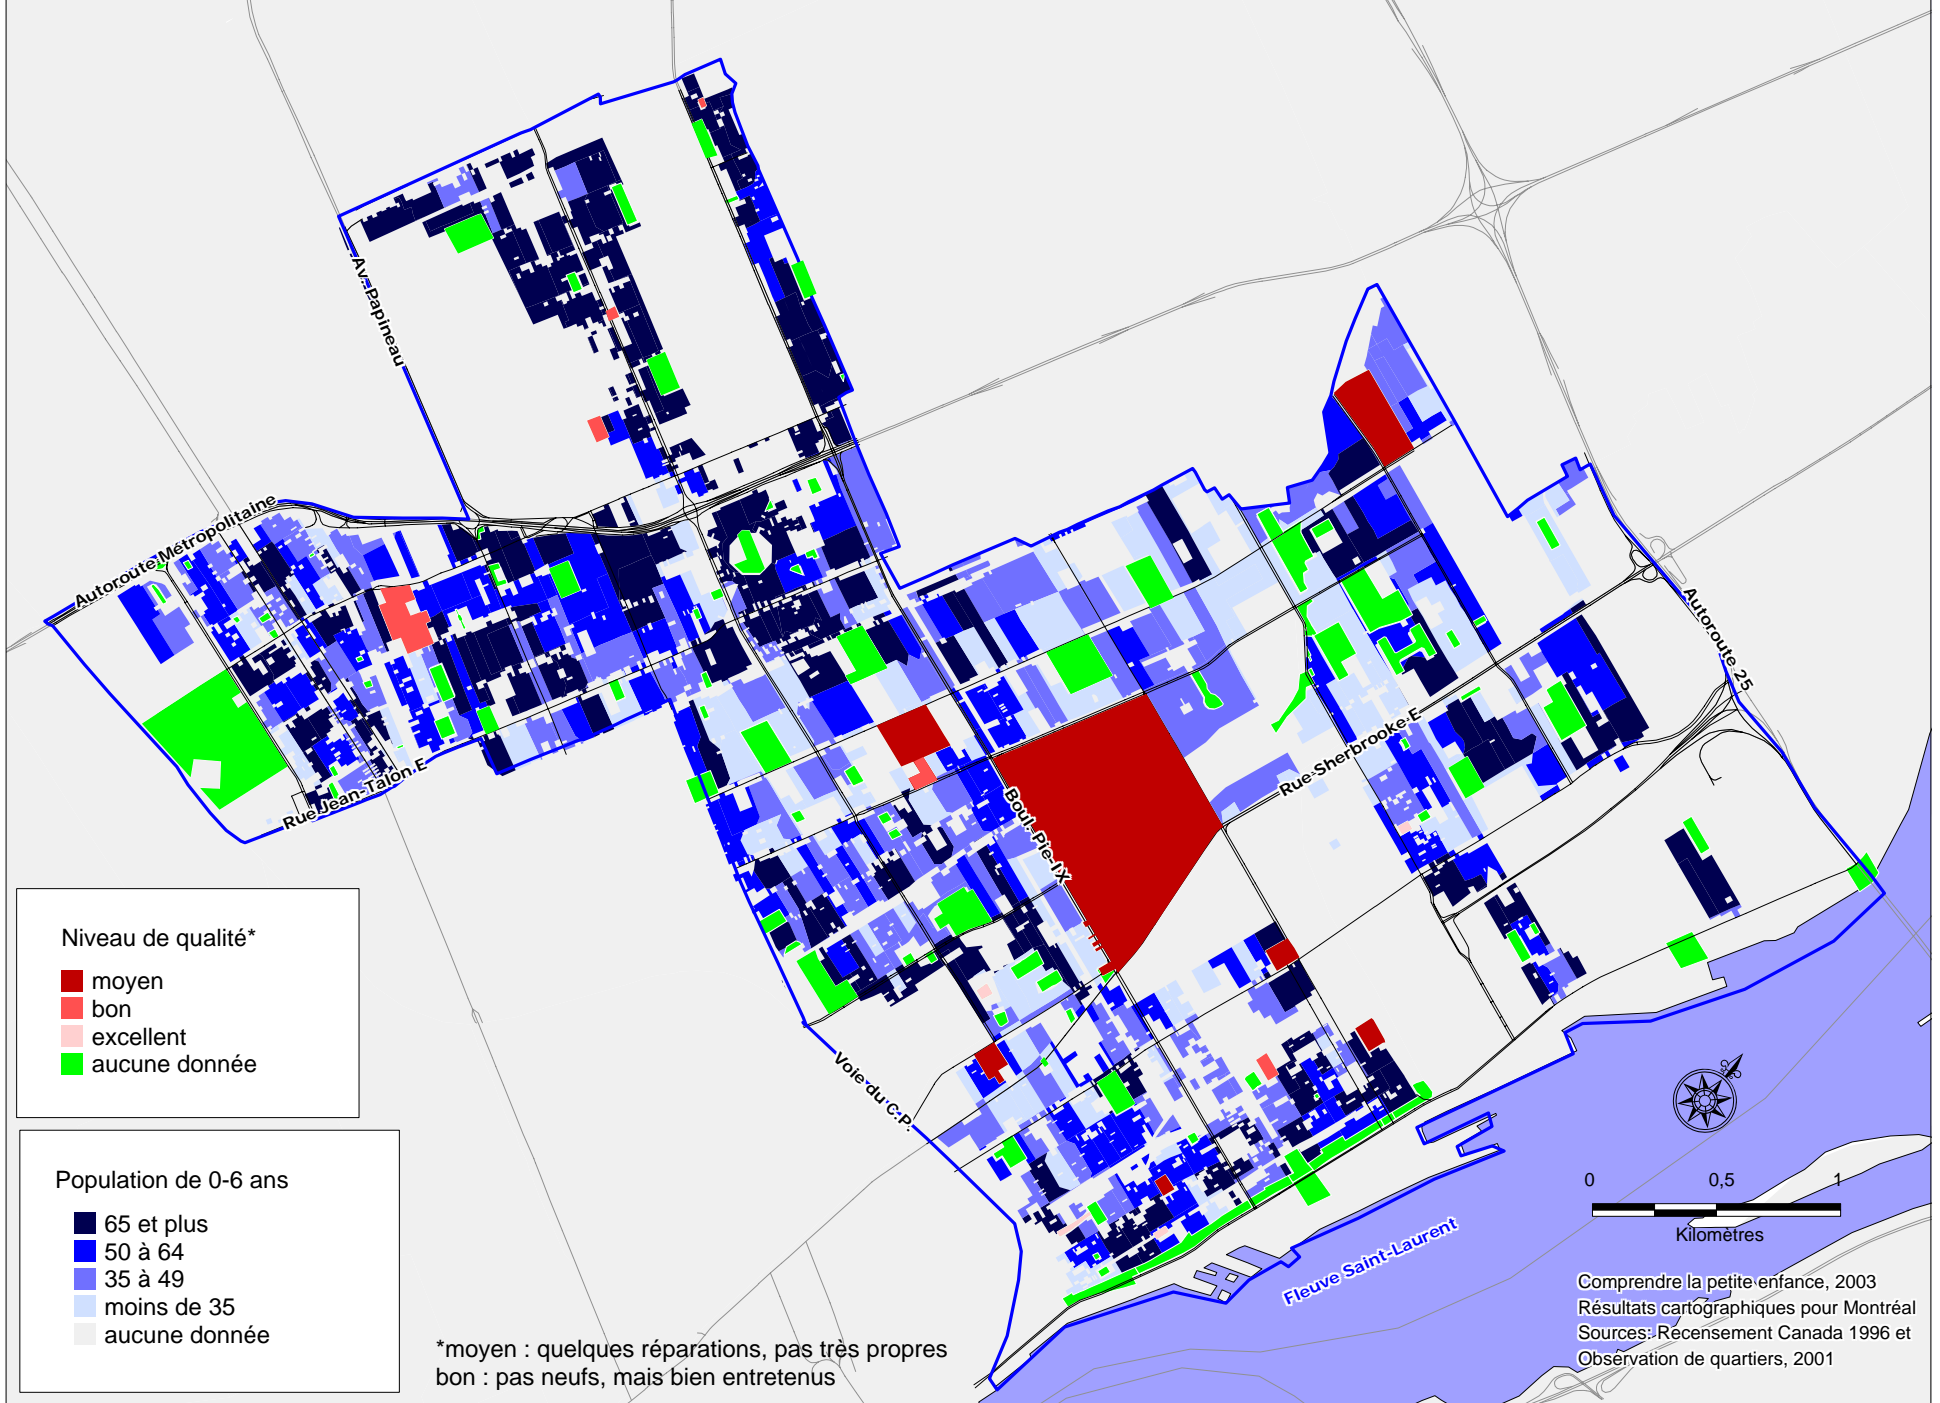 Av. Papineau
Autoroute Métropolitaine
Autoroute 25
Rue Sherbrooke E
Rue Jean-Talon E
Boul. Pie-IX
Voie du C.P.
Fleuve Saint-Laurent
Niveau de qualité*
moyen
bon
excellent
aucune donnée
Population de 0-6 ans
65 et plus
50 à 64
35 à 49
moins de 35
aucune donnée
*moyen : quelques réparations, pas très propres
bon : pas neufs, mais bien entretenus
0 0,5 1
Kilomètres
Comprendre la petite enfance, 2003
Résultats cartographiques pour Montréal
Sources: Recensement Canada 1996 et
Observation de quartiers, 2001